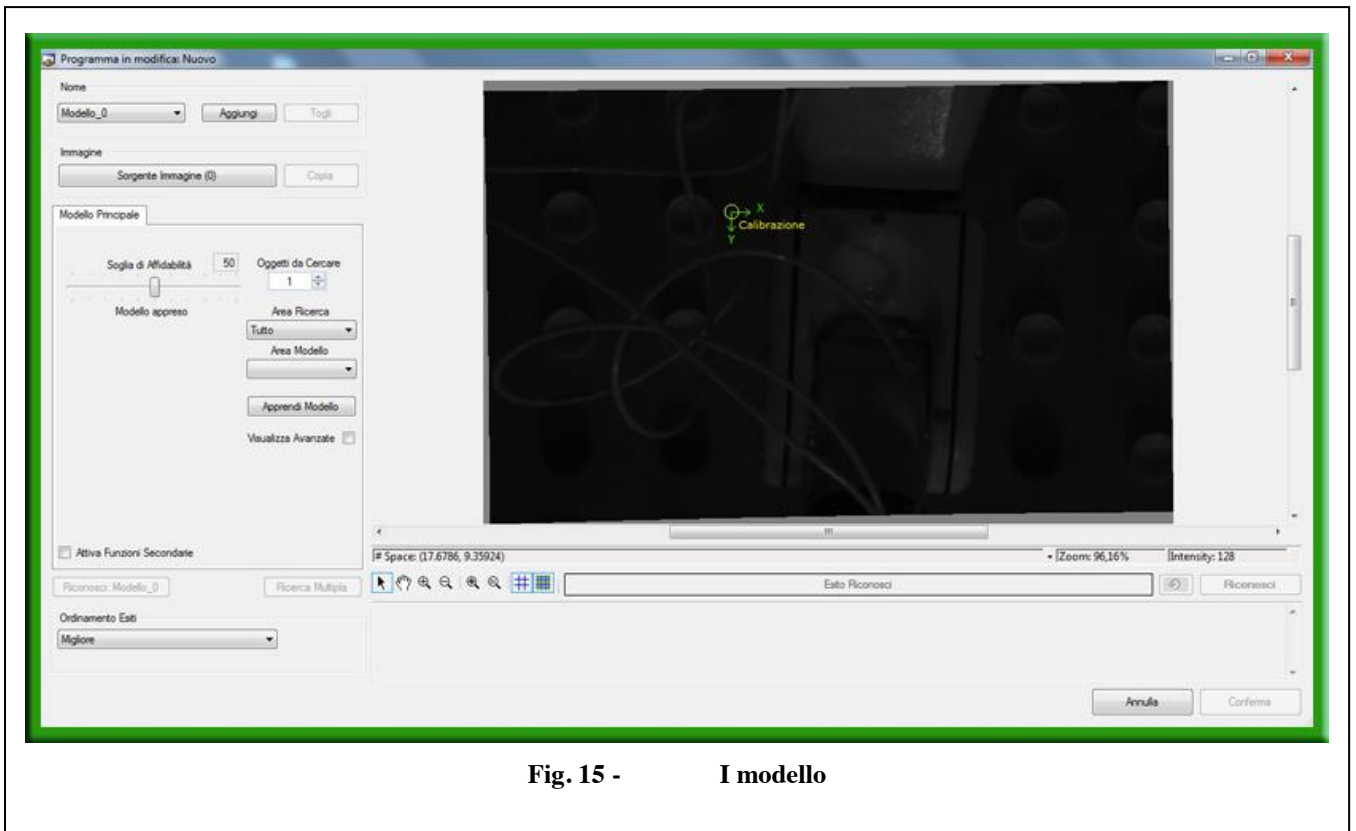 Programma in modifica: Nuovo
Nome
Modello_0
Aggiungi
Togli
Immagine
Sorgente Immagine (0)
Copia
Modello Principale
Soglia di Affidabilità
50
Oggetti da Cercare
1
Modello appreso
Area Ricerca
Tutto
Area Modello
Apprendi Modello
Visualizza Avanzate
Attiva Funzioni Secondarie
Riconosci: Modello_0
Ricerca Multipla
Ordinamento Esiti
Migliore
X
Calibrazione
Y
# Space: (17.6786, 9.35924)
Zoom: 96,16%
Intensity: 128
Esito Riconosci
Riconosci
Annulla
Conferma
Fig. 15 - I modello